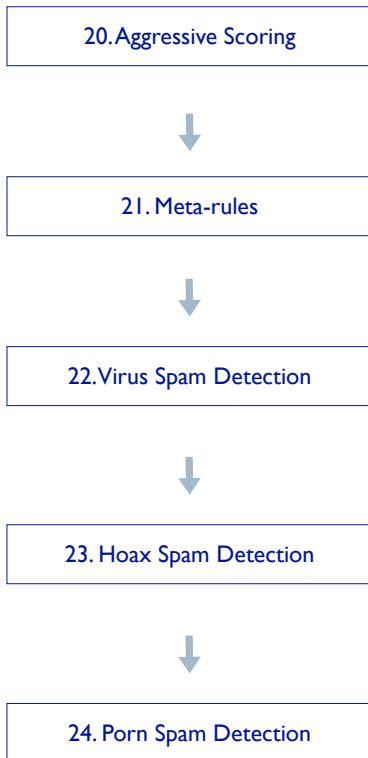 20. Aggressive Scoring
21. Meta-rules
22. Virus Spam Detection
23. Hoax Spam Detection
24. Porn Spam Detection